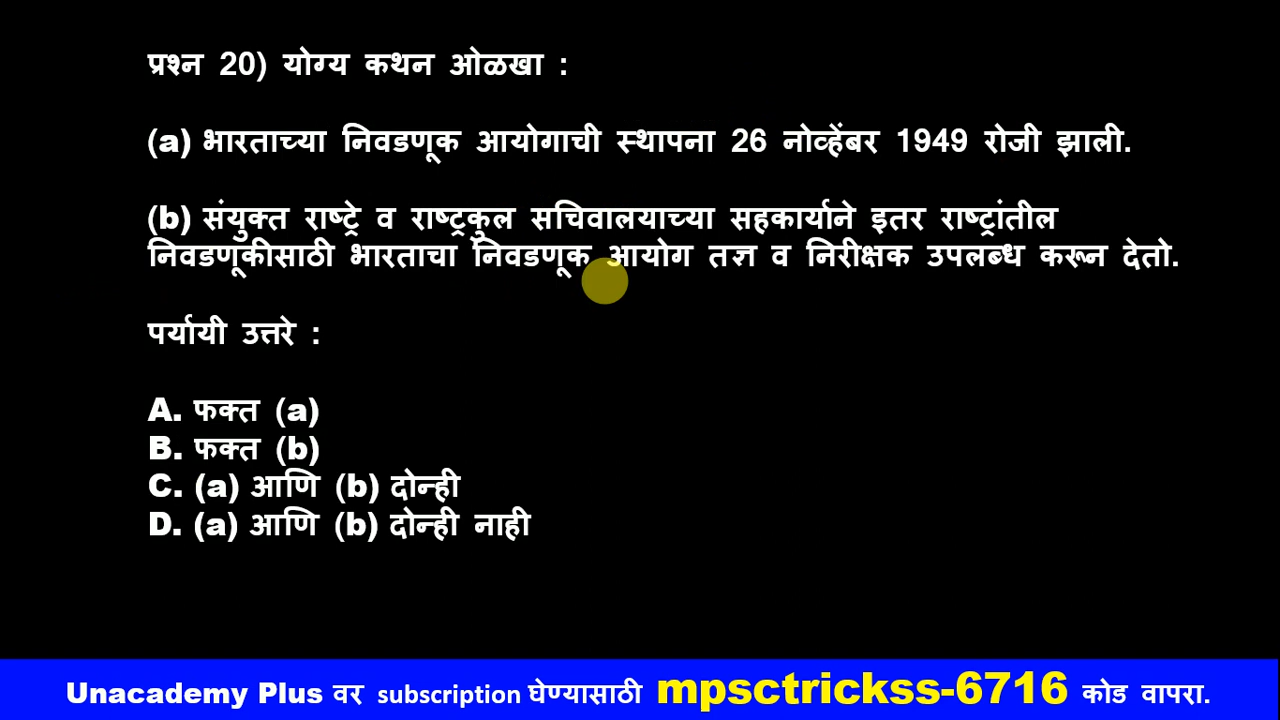 प्रश्न 20) योग्य कथन ओळखा :
(a) भारताच्या निवडणूक आयोगाची स्थापना 26 नोव्हेंबर 1949 रोजी झाली.
(b) संयुक्त राष्ट्रे व राष्ट्रकुल सचिवालयाच्या सहकार्याने इतर राष्ट्रांतील
निवडणूकीसाठी भारताचा निवडणूक आयोग तज्ञ व निरीक्षक उपलब्ध करून देतो.
पर्यायी उत्तरे :
A. फक्त (a)
B. फक्त (b)
C. (a) आणि (b) दोन्ही
D. (a) आणि (b) दोन्ही नाही
Unacademy Plus वर subscription घेण्यासाठी mpsctrickss-6716 कोड वापरा.